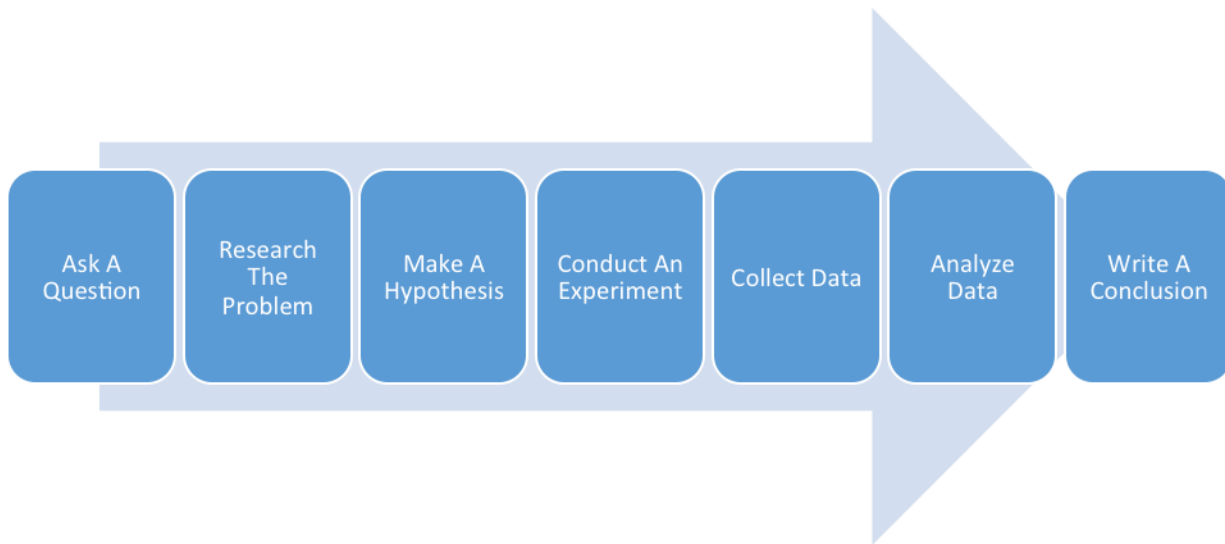 Ask A
Question
Research
The
Problem
Make A
Hypothesis
Conduct An
Experiment
Collect Data
Analyze
Data
Write A
Conclusion